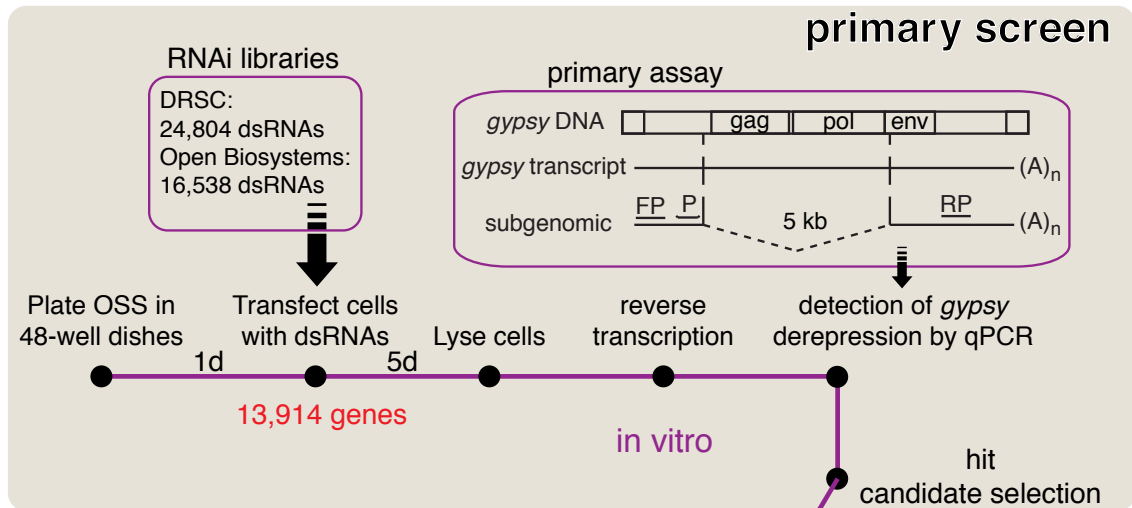 primary screen
RNAi libraries
DRSC:
24,804 dsRNAs
Open Biosystems:
16,538 dsRNAs
primary assay
gypsy DNA
gag
pol
env
gypsy transcript
(A)n
subgenomic
FP
P
5 kb
RP
(A)n
Plate OSS in
48-well dishes
Transfect cells
with dsRNAs
Lyse cells
reverse
transcription
detection of gypsy
derepression by qPCR
1d
5d
13,914 genes
in vitro
hit
candidate selection